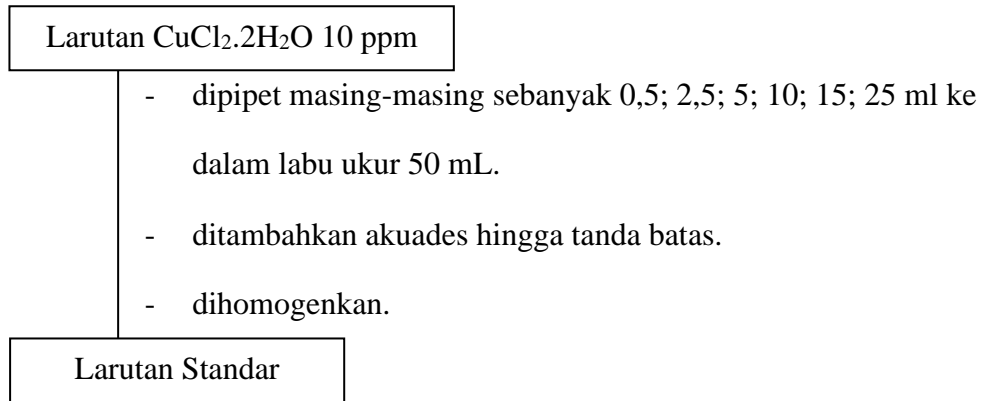 Larutan CuCl₂.2H₂O 10 ppm
- dipipet masing-masing sebanyak 0,5; 2,5; 5; 10; 15; 25 ml ke
dalam labu ukur 50 mL.
- ditambahkan akuades hingga tanda batas.
- dihomogenkan.
Larutan Standar